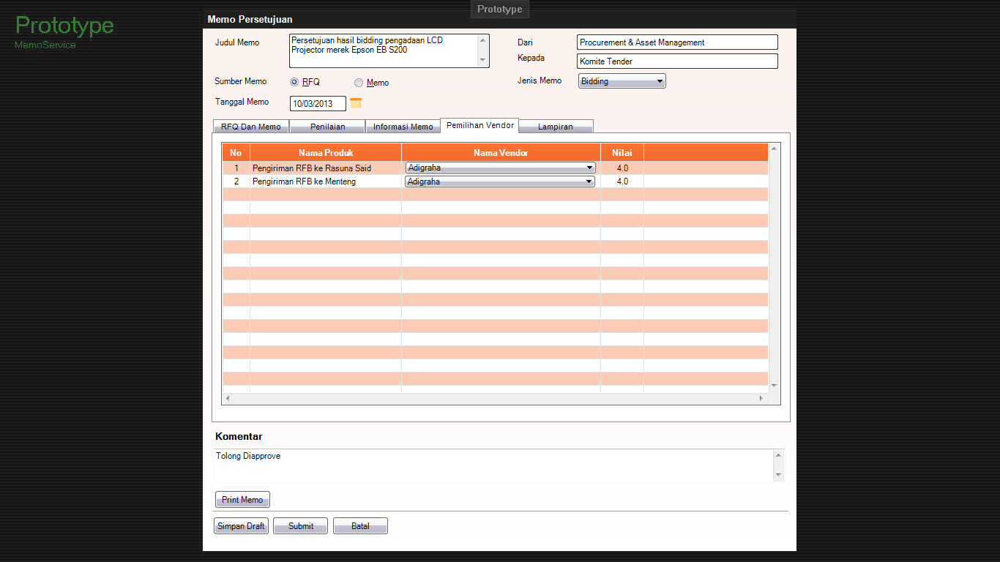 Prototype
Prototype
MemoService
Memo Persetujuan
Judul Memo
Persetujuan hasil bidding pengadaan LCD
Projector merek Epson EB S200
Dari
Procurement & Asset Management
Kepada
Komite Tender
Sumber Memo
RFQ
Memo
Jenis Memo
Bidding
Tanggal Memo
10/03/2013
RFQ Dan Memo
Penilaian
Informasi Memo
Pemilihan Vendor
Lampiran
No Nama Produk Nama Vendor Nilai
1 Pengiriman RFB ke Rasuna Said Adigraha 4.0
2 Pengiriman RFB ke Menteng Adigraha 4.0
Komentar
Tolong Diapprove
Print Memo
Simpan Draft
Submit
Batal